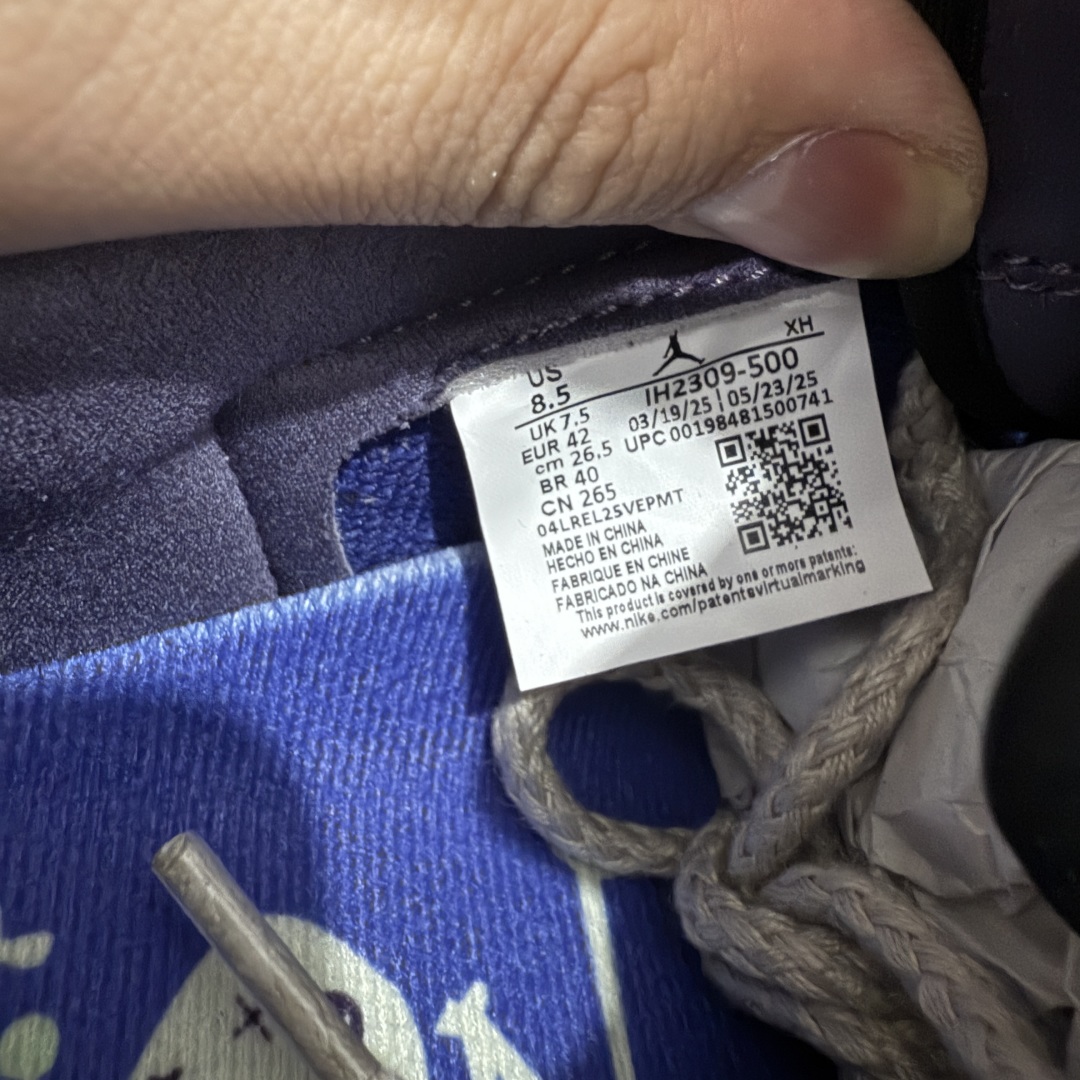 XH
US
8.5
IH2309-500
UK 7.5
03/19/25 | 05/23/25
EUR 42
UPC 00198481500741
cm 26.5
BR 40
CN 265
04LREL25VEPMT
MADE IN CHINA
HECHO EN CHINA
FABRIQUE EN CHINE
FABRICADO NA CHINA
This product is covered by one or more patents:
www.nike.com/patentsvirtualmarking